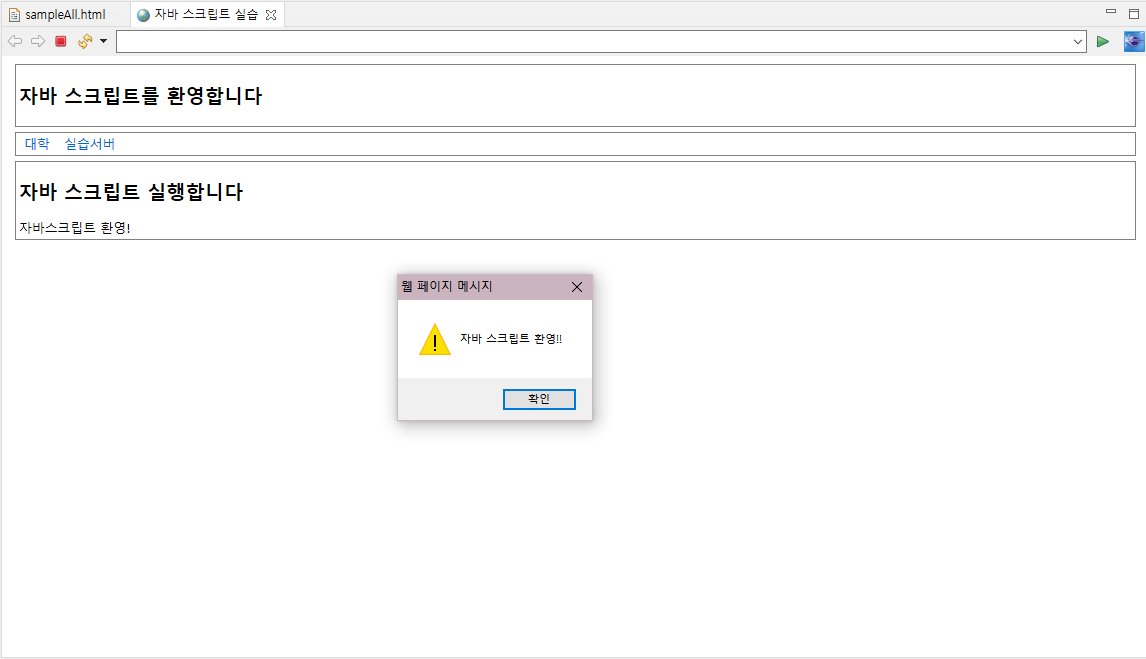 sampleAll.html
자바 스크립트 실습
자바 스크립트를 환영합니다
대학 실습서버
자바 스크립트 실행합니다
자바스크립트 환영!
웹 페이지 메시지
자바 스크립트 환영!!
확인